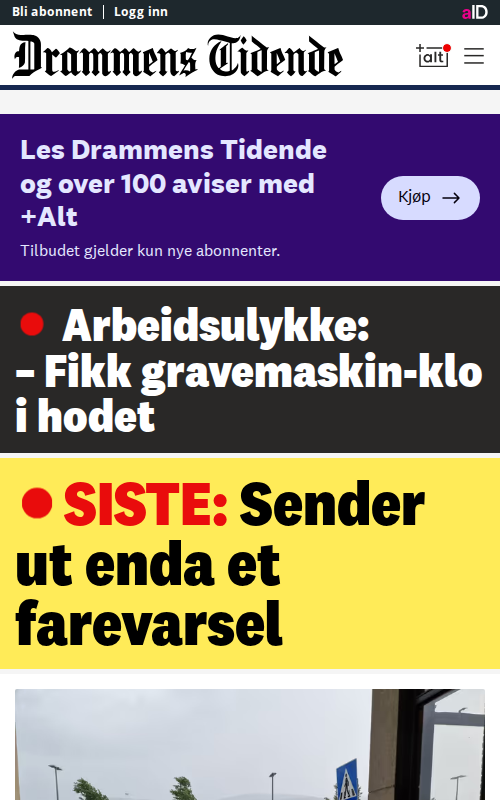 Bli abonnent | Logg inn
aID
Drammens Tidende
+alt
Les Drammens Tidende
og over 100 aviser med
+Alt
Kjøp →
Tilbudet gjelder kun nye abonnenter.
Arbeidsulykke:
– Fikk gravemaskin-klo
i hodet
SISTE: Sender
ut enda et
farevarsel